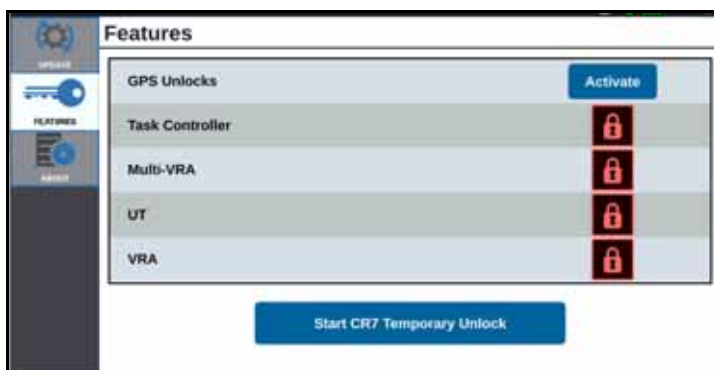 Features
UPDATE
FEATURES
ABOUT
GPS Unlocks
Activate
Task Controller
Multi-VRA
UT
VRA
Start CR7 Temporary Unlock